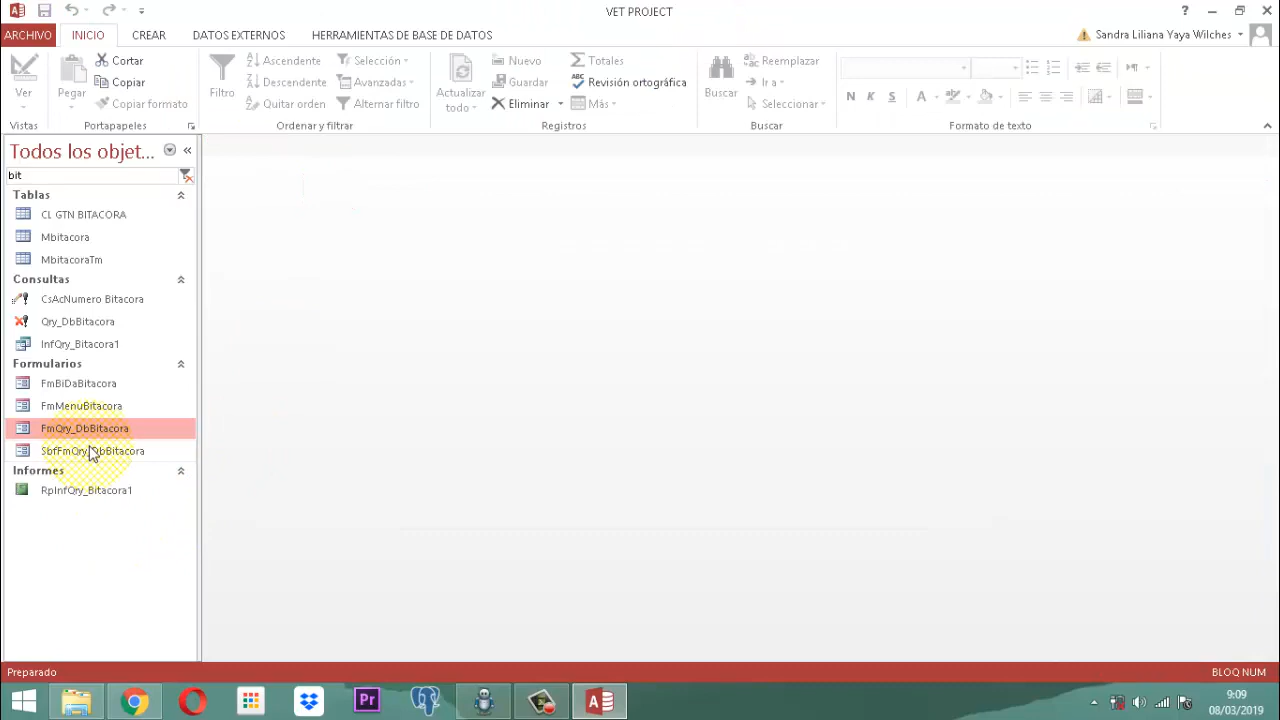 VET PROJECT
ARCHIVO INICIO CREAR DATOS EXTERNOS HERRAMIENTAS DE BASE DE DATOS Sandra Liliana Yaya Wilches
Cortar Ascendente Selección Nuevo Totales Reemplazar
Ver Pegar Copiar Filtro Descendente Avanzadas Actualizar todo Guardar Revisión ortográfica Buscar Ir a
Copiar formato Quitar orden Alternar filtro Eliminar Más Seleccionar N K S A
Vistas Portapapeles Ordenar y filtrar Registros Buscar Formato de texto
Todos los objet...
bit
Tablas
CL GTN BITACORA
Mbitacora
MbitacoraTm
Consultas
CsAcNumero Bitacora
Qry_DbBitacora
InfQry_Bitacora1
Formularios
FmBiDaBitacora
FmMenuBitacora
FmQry_DbBitacora
SbfFmQry_DbBitacora
Informes
RpInfQry_Bitacora1
Preparado BLOQ NUM
Pr
9:09
08/03/2019